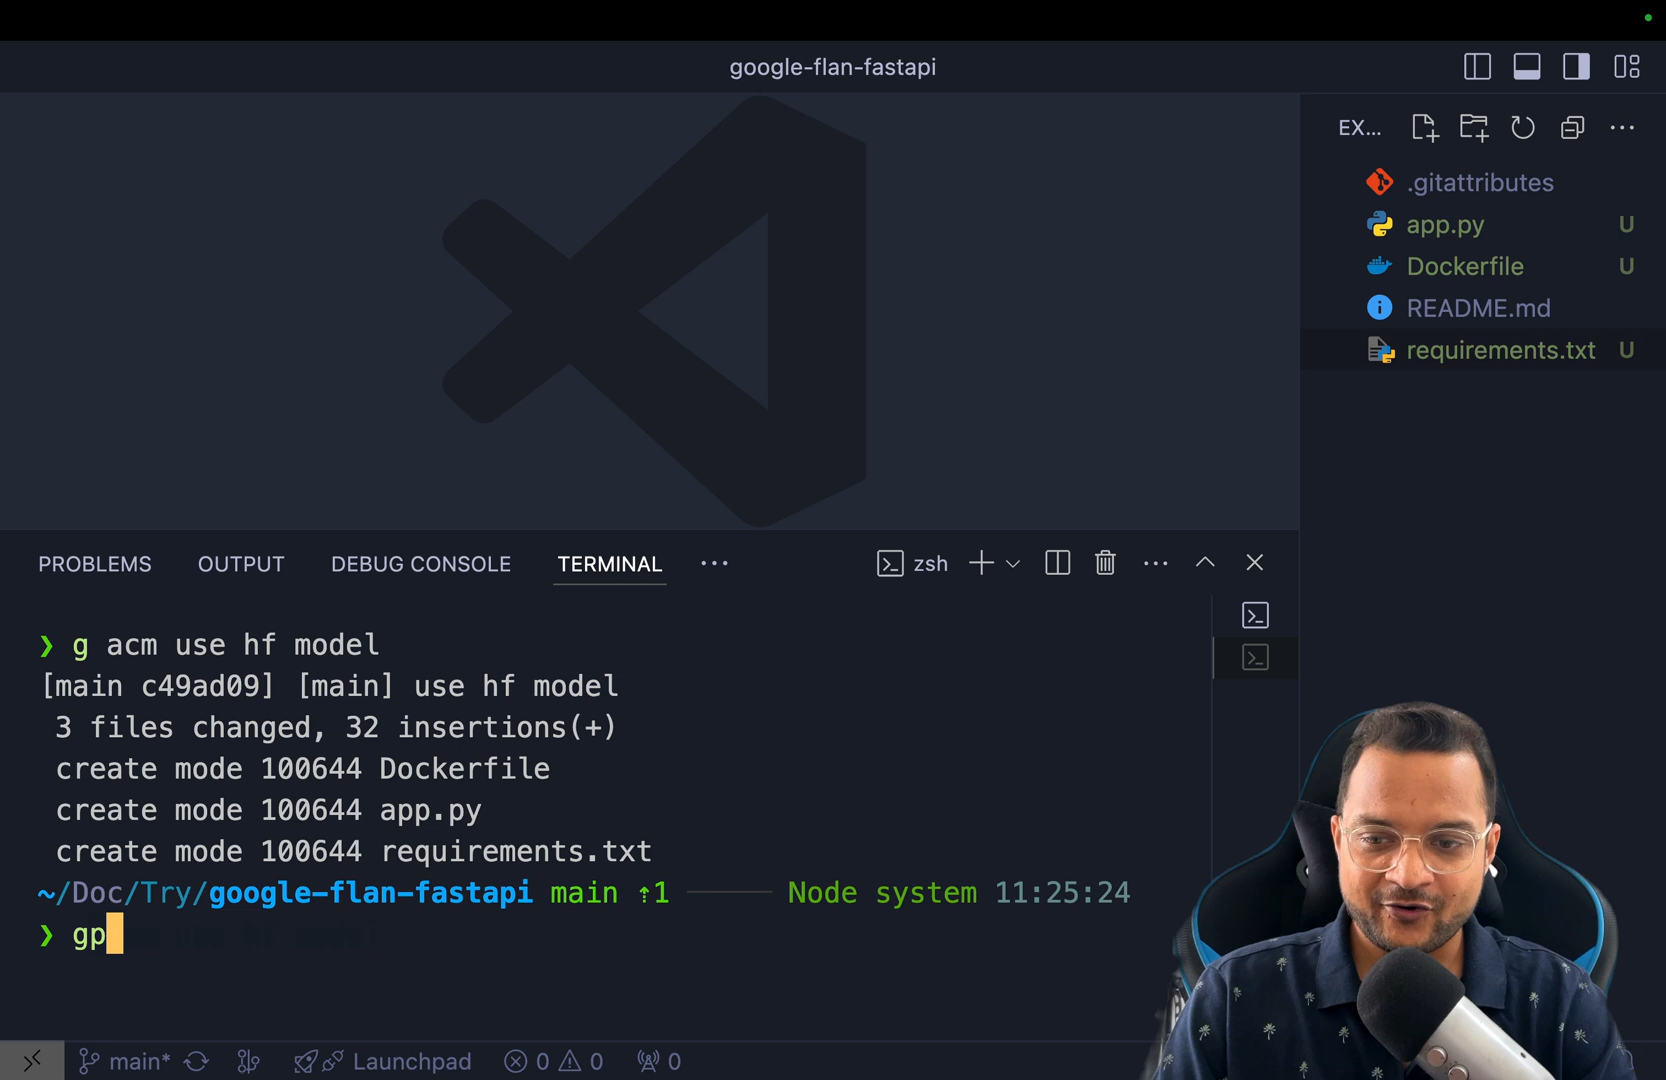 google-flan-fastapi
EX...
.gitattributes
app.py U
Dockerfile U
README.md
requirements.txt U
PROBLEMS OUTPUT DEBUG CONSOLE TERMINAL ... zsh
❯ g acm use hf model
[main c49ad09] [main] use hf model
3 files changed, 32 insertions(+)
create mode 100644 Dockerfile
create mode 100644 app.py
create mode 100644 requirements.txt
~/Doc/Try/google-flan-fastapi main ⇡1 ──── Node system 11:25:24
❯ gp
main* Launchpad 0 0 0